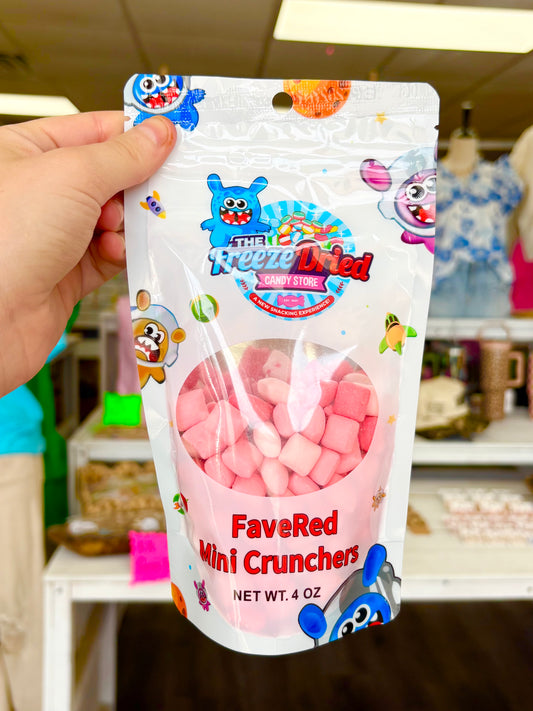 THE
Freeze Dried
CANDY STORE
A NEW SNACKING EXPERIENCE!
FaveRed
Mini Crunchers
NET WT. 4 OZ